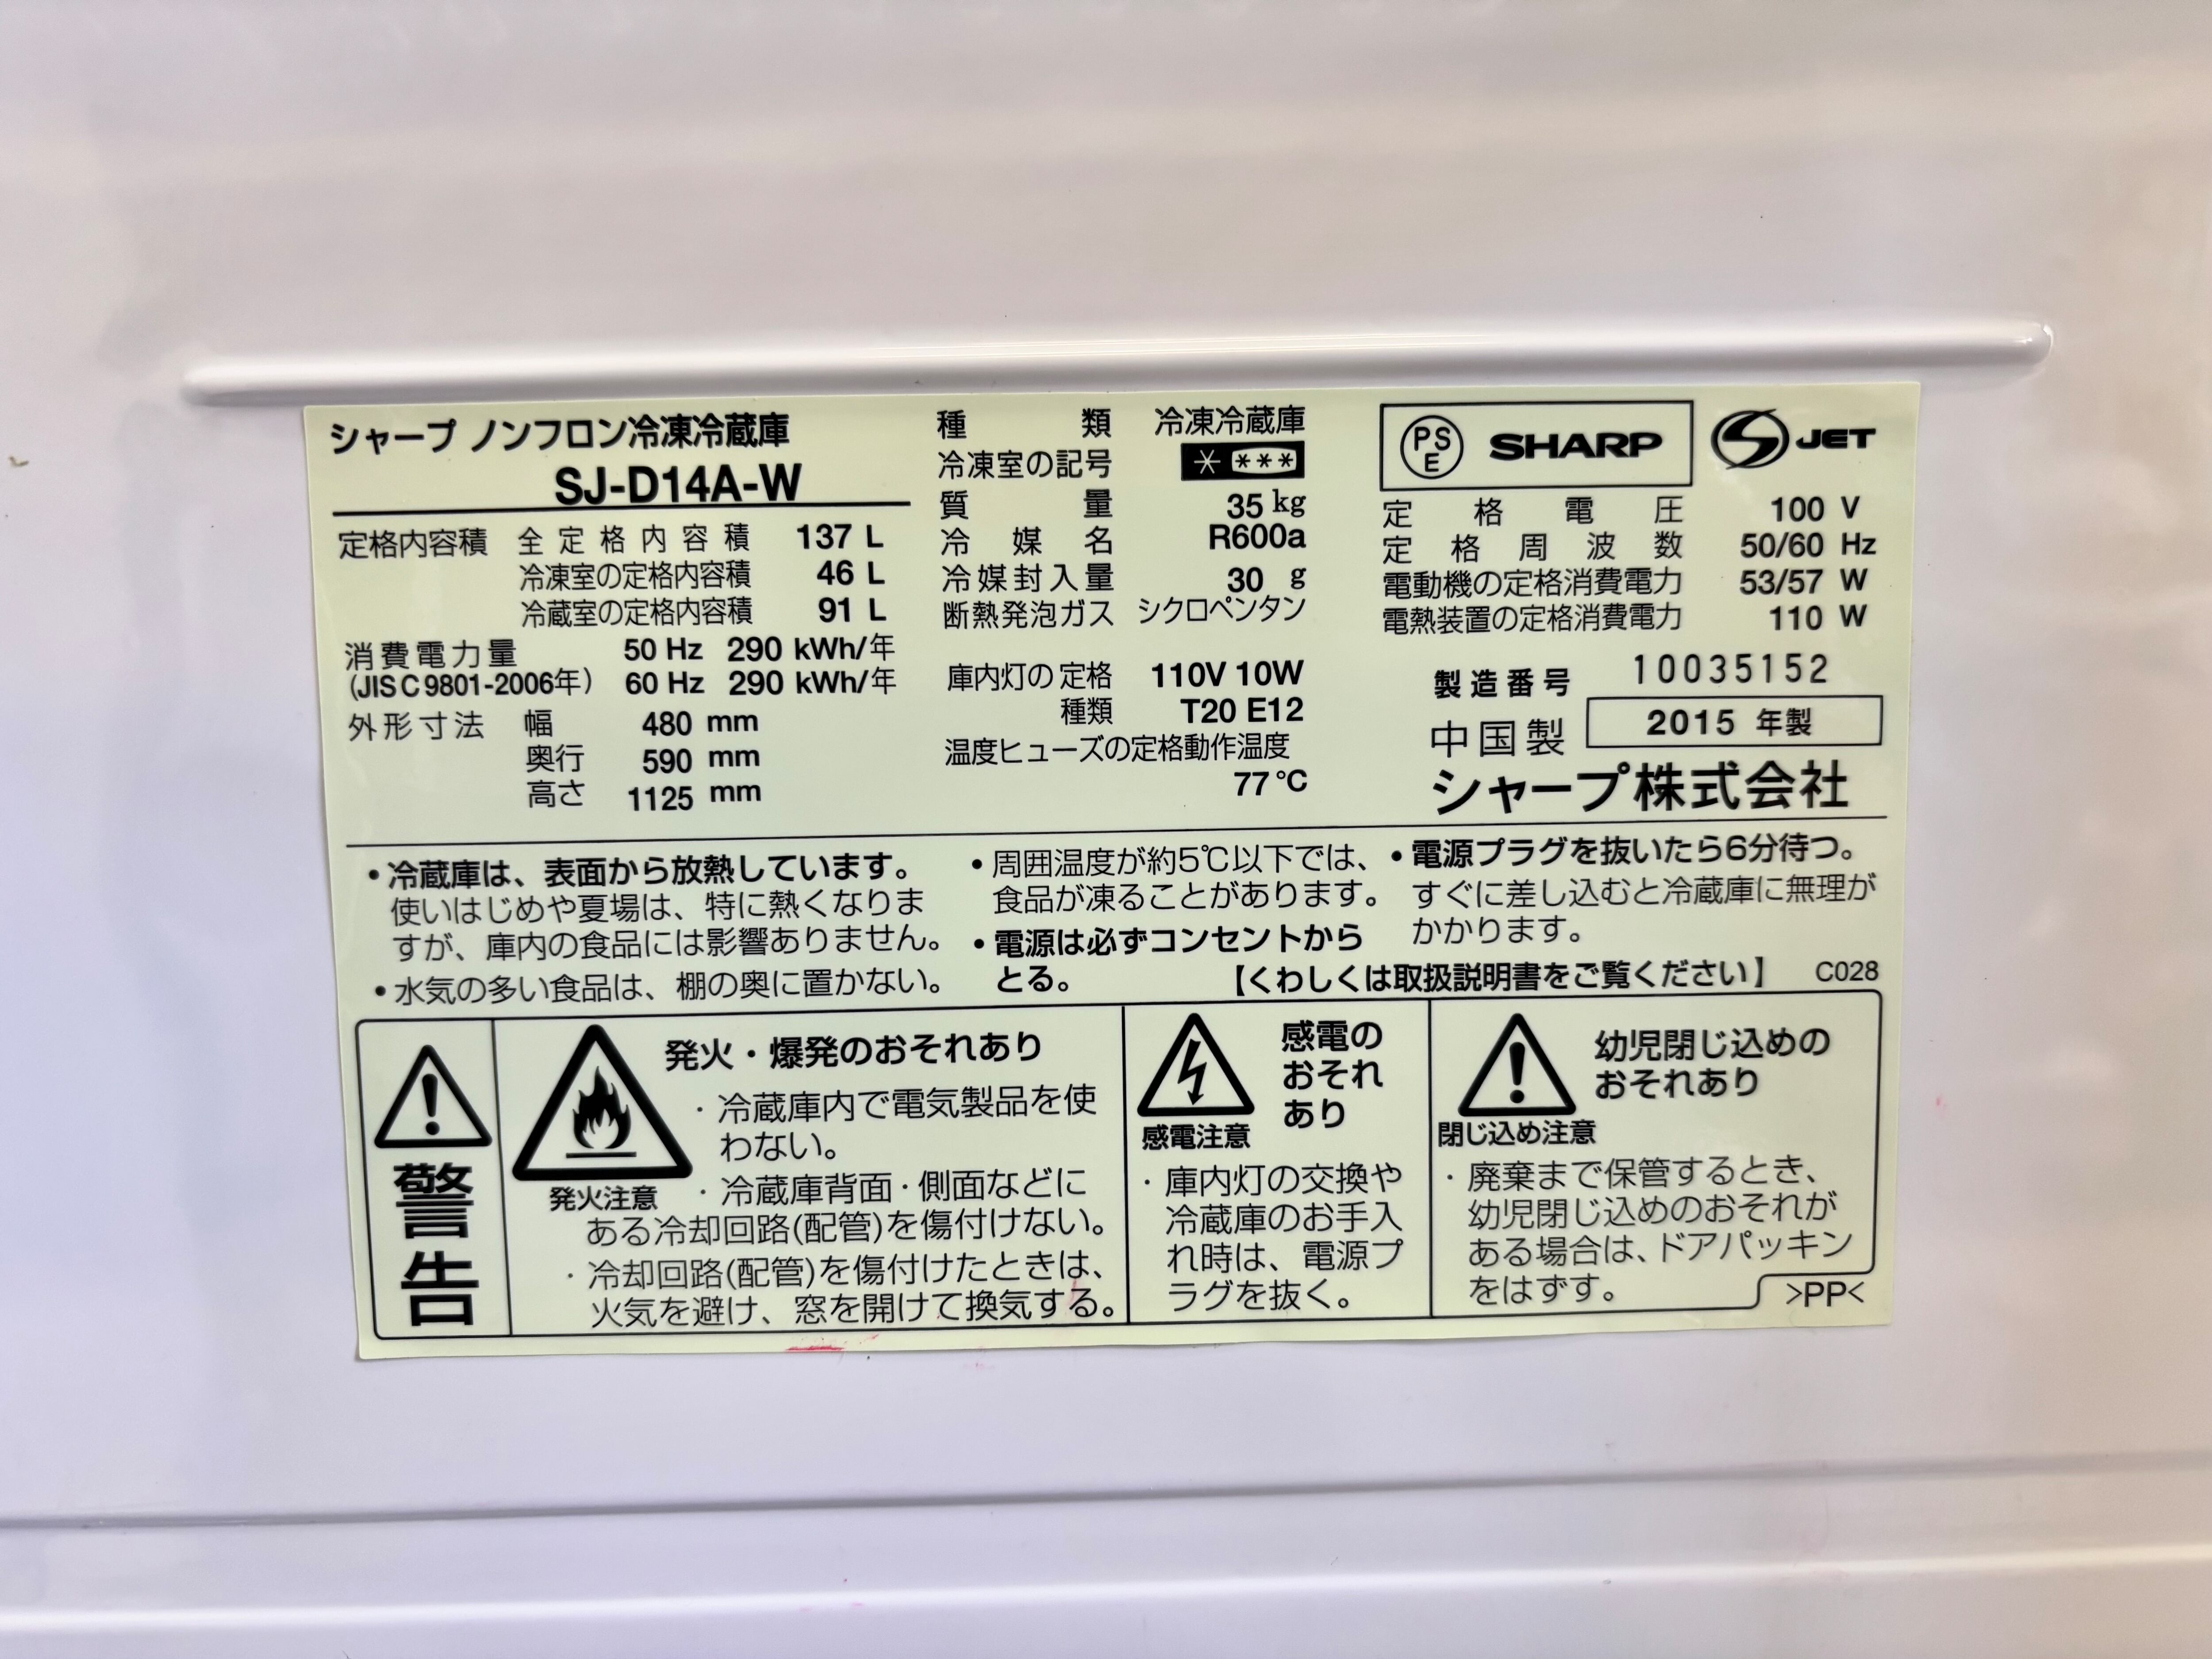 シャープ ノンフロン冷凍冷蔵庫
SJ-D14A-W
定格内容積 全定格内容積 137 L
冷凍室の定格内容積 46 L
冷蔵室の定格内容積 91 L
消費電力量 50 Hz 290 kWh/年
(JIS C 9801-2006年) 60 Hz 290 kWh/年
外形寸法 幅 480 mm
奥行 590 mm
高さ 1125 mm
種類 冷凍冷蔵庫
冷凍室の記号 * ***
質量 35 kg
冷媒名 R600a
冷媒封入量 30 g
断熱発泡ガス シクロペンタン
庫内灯の定格 110V 10W
種類 T20 E12
温度ヒューズの定格動作温度
77 ℃
PSE SHARP JET
定格電圧 100 V
定格周波数 50/60 Hz
電動機の定格消費電力 53/57 W
電熱装置の定格消費電力 110 W
製造番号 10035152
中国製 2015 年製
シャープ株式会社
・冷蔵庫は、表面から放熱しています。
使いはじめや夏場は、特に熱くなりま
すが、庫内の食品には影響ありません。
・水気の多い食品は、棚の奥に置かない。
・周囲温度が約5℃以下では、
食品が凍ることがあります。
・電源は必ずコンセントから
とる。
・電源プラグを抜いたら6分待つ。
すぐに差し込むと冷蔵庫に無理が
かかります。
【くわしくは取扱説明書をご覧ください】 C028
警告
発火注意
発火・爆発のおそれあり
・冷蔵庫内で電気製品を使
わない。
・冷蔵庫背面・側面などに
ある冷却回路(配管)を傷付けない。
・冷却回路(配管)を傷付けたときは、
火気を避け、窓を開けて換気する。
感電注意
感電の
おそれ
あり
・庫内灯の交換や
冷蔵庫のお手入
れ時は、電源プ
ラグを抜く。
閉じ込め注意
幼児閉じ込めの
おそれあり
・廃棄まで保管するとき、
幼児閉じ込めのおそれが
ある場合は、ドアパッキン
をはずす。
>PP<